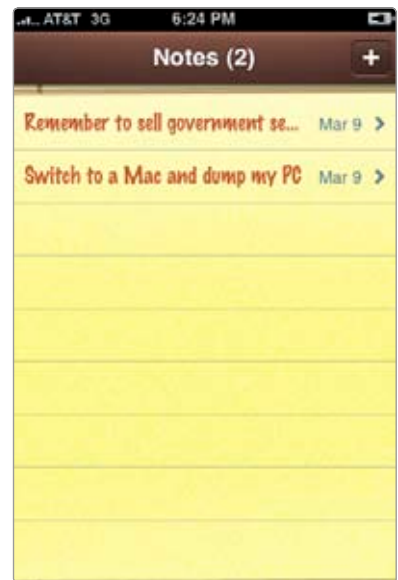 AT&T 3G 6:24 PM
Notes (2) +
Remember to sell government se... Mar 9 >
Switch to a Mac and dump my PC Mar 9 >